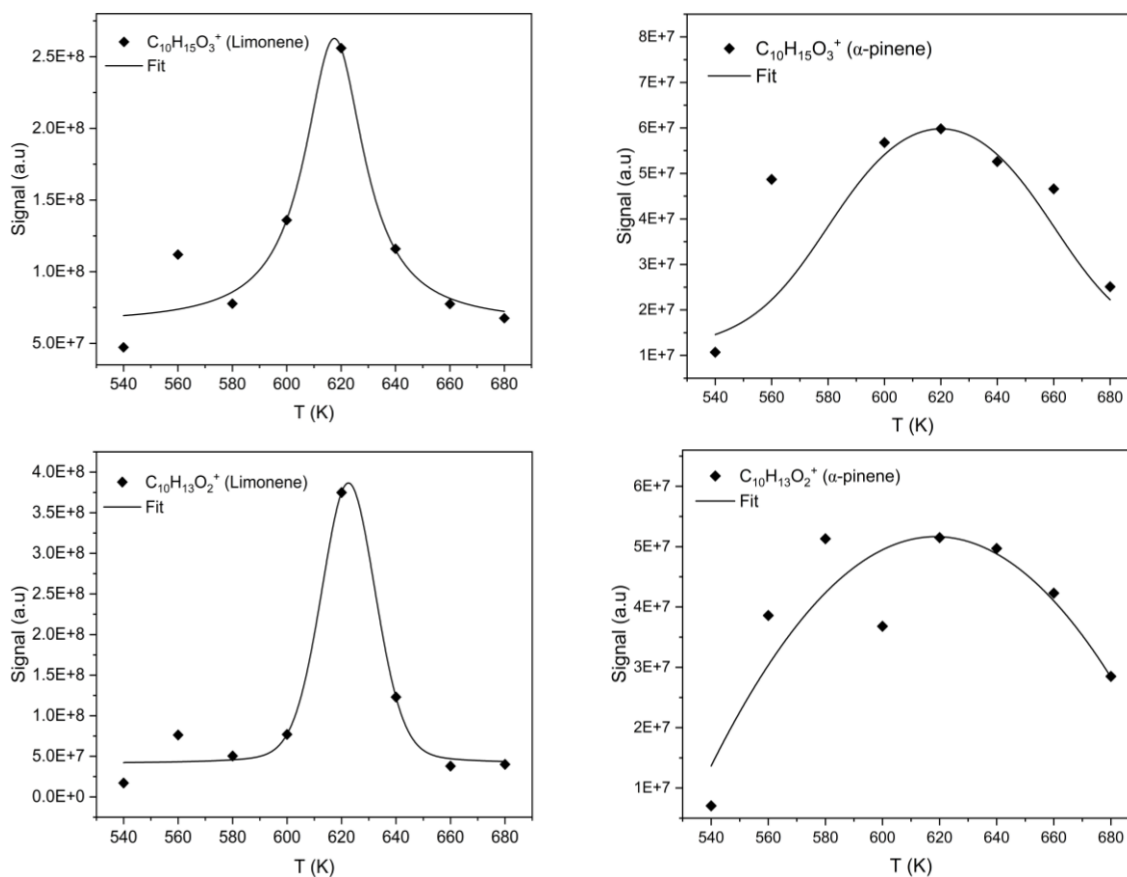 C₁₀H₁₅O₃⁺ (Limonene)
Fit
2.5E+8
2.0E+8
1.5E+8
1.0E+8
5.0E+7
Signal (a.u)
540 560 580 600 620 640 660 680
T (K)
C₁₀H₁₅O₃⁺ (α-pinene)
Fit
8E+7
7E+7
6E+7
5E+7
4E+7
3E+7
2E+7
1E+7
Signal (a.u)
540 560 580 600 620 640 660 680
T (K)
C₁₀H₁₃O₂⁺ (Limonene)
Fit
4.0E+8
3.5E+8
3.0E+8
2.5E+8
2.0E+8
1.5E+8
1.0E+8
5.0E+7
0.0E+0
Signal (a.u)
540 560 580 600 620 640 660 680
T (K)
C₁₀H₁₃O₂⁺ (α-pinene)
Fit
6E+7
5E+7
4E+7
3E+7
2E+7
1E+7
Signal (a.u)
540 560 580 600 620 640 660 680
T (K)